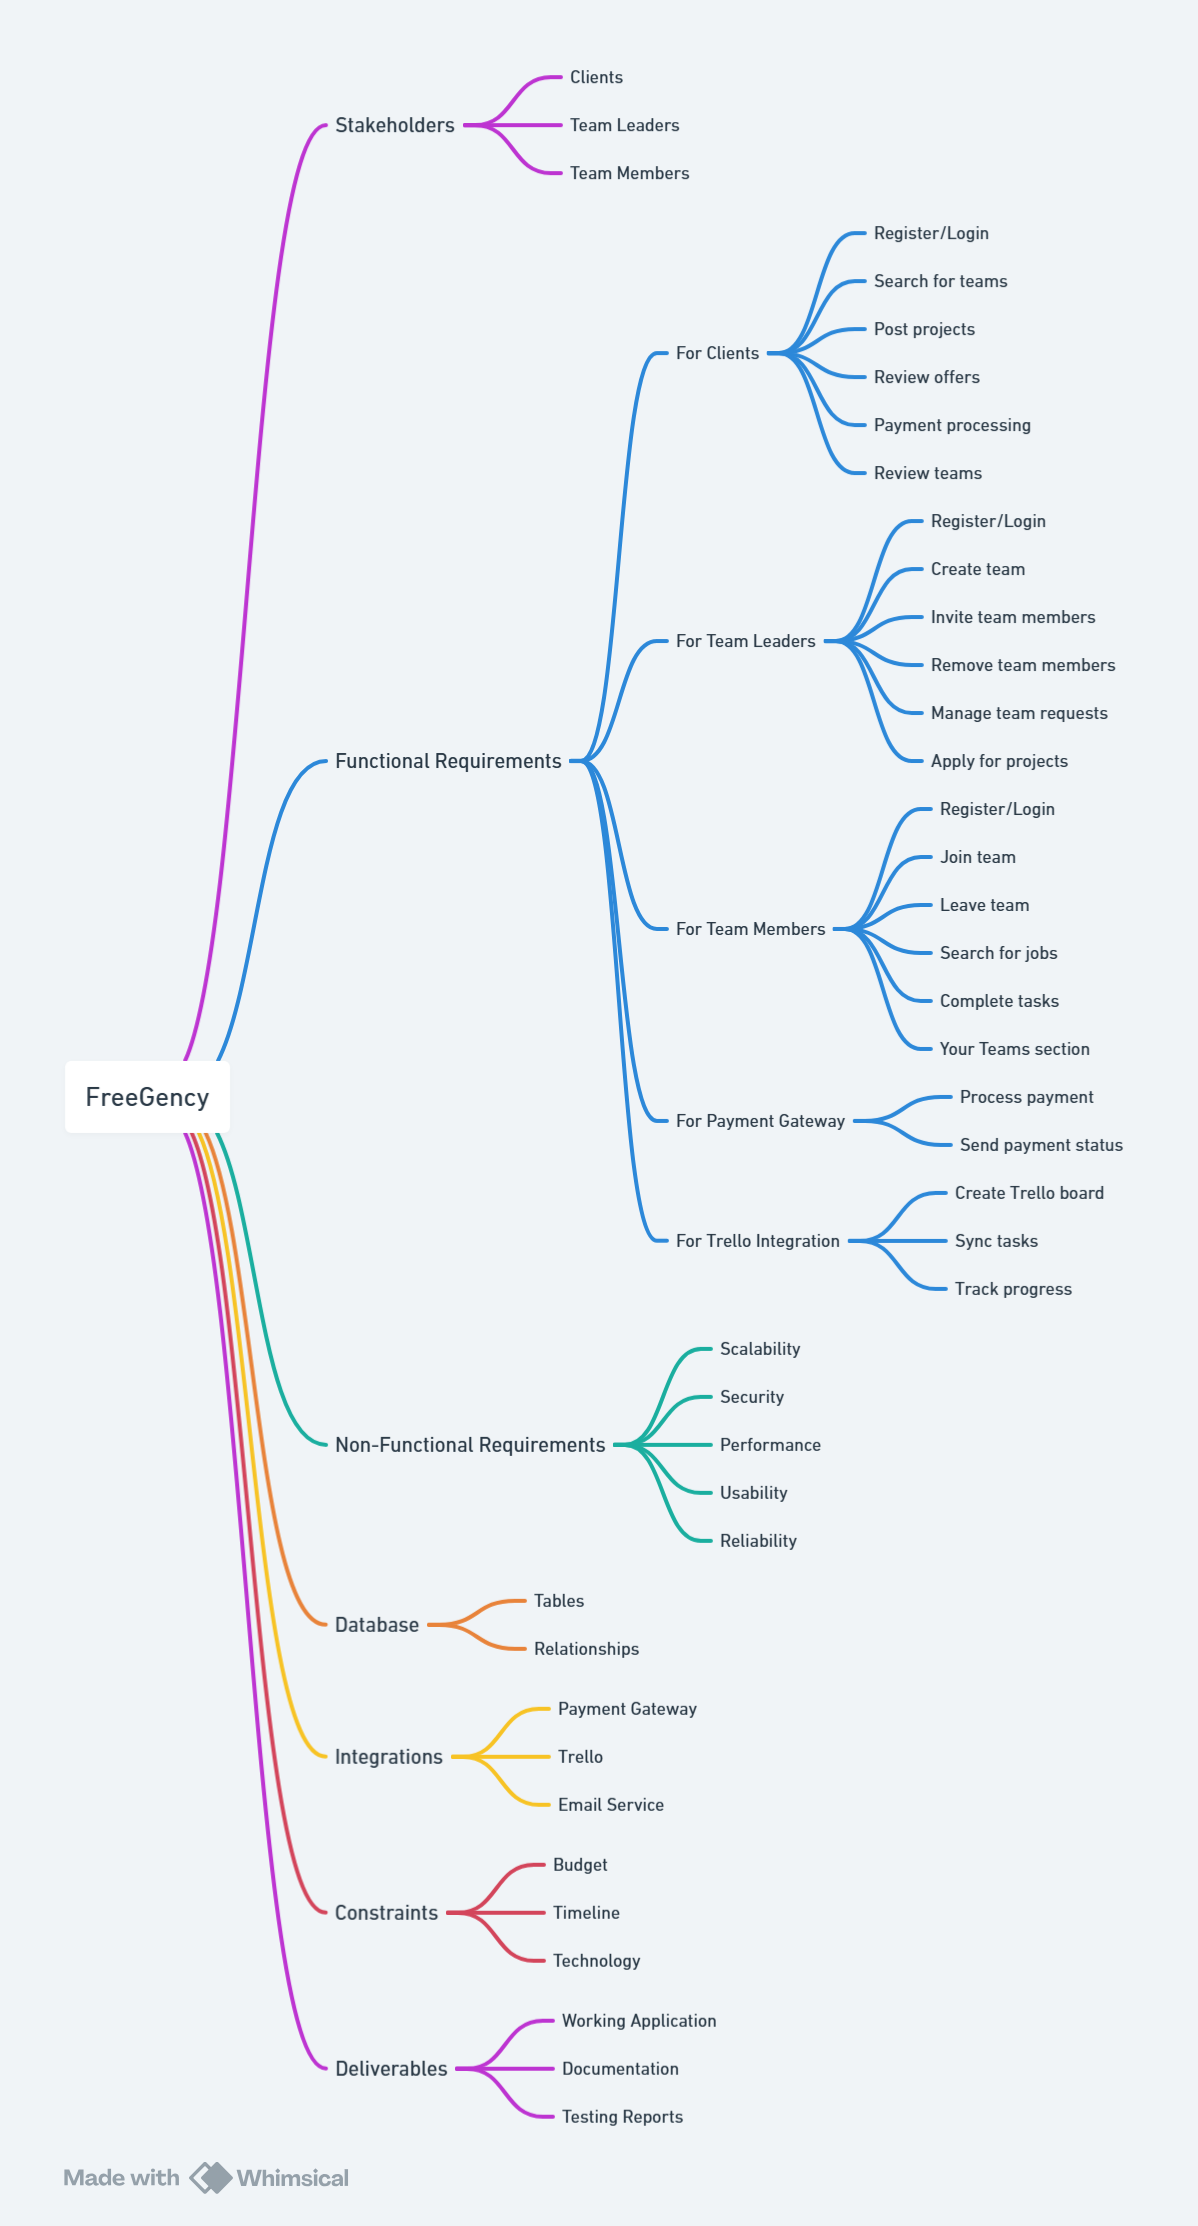 Clients
Stakeholders
Team Leaders
Team Members
Register/Login
Search for teams
Post projects
For Clients
Review offers
Payment processing
Review teams
Register/Login
Create team
Invite team members
For Team Leaders
Remove team members
Manage team requests
Apply for projects
Functional Requirements
Register/Login
Join team
Leave team
For Team Members
Search for jobs
Complete tasks
Your Teams section
FreeGency
Process payment
For Payment Gateway
Send payment status
Create Trello board
For Trello Integration
Sync tasks
Track progress
Scalability
Security
Non-Functional Requirements
Performance
Usability
Reliability
Tables
Database
Relationships
Payment Gateway
Integrations
Trello
Email Service
Budget
Constraints
Timeline
Technology
Working Application
Deliverables
Documentation
Testing Reports
Made with Whimsical